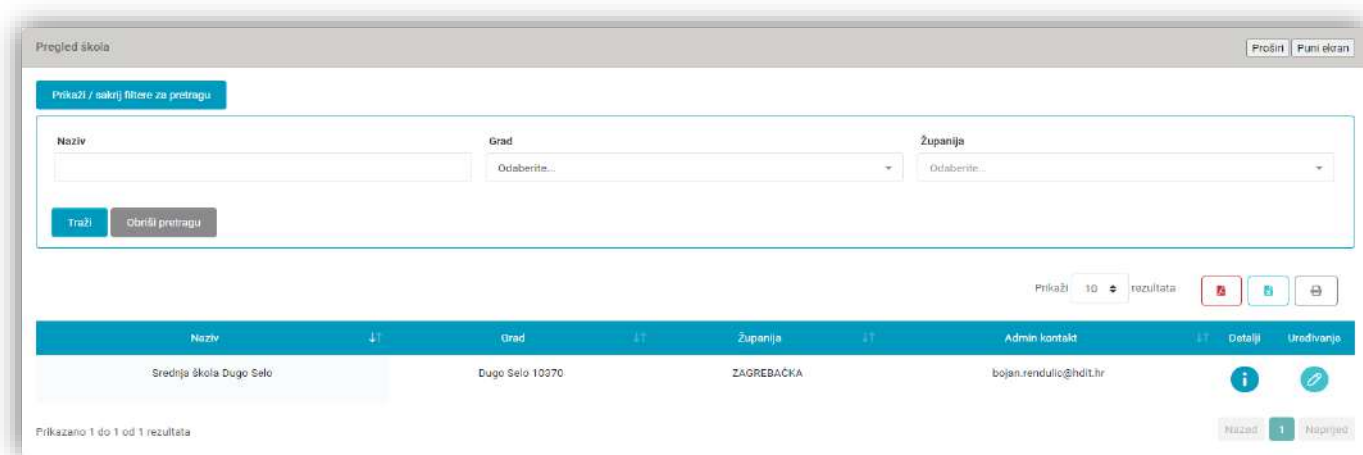 Pregled škola
Proširi Puni ekran
Prikaži / sakrij filtere za pretragu
Naziv Grad Županija
Odaberite... Odaberite...
Traži Obriši pretragu
Prikaži 10 rezultata
Naziv Grad Županija Admin kontakt Detalji Uređivanje
Srednja škola Dugo Selo Dugo Selo 10370 ZAGREBAČKA bojan.rendulic@hdit.hr
Prikazano 1 do 1 od 1 rezultata
Nazad 1 Naprijed